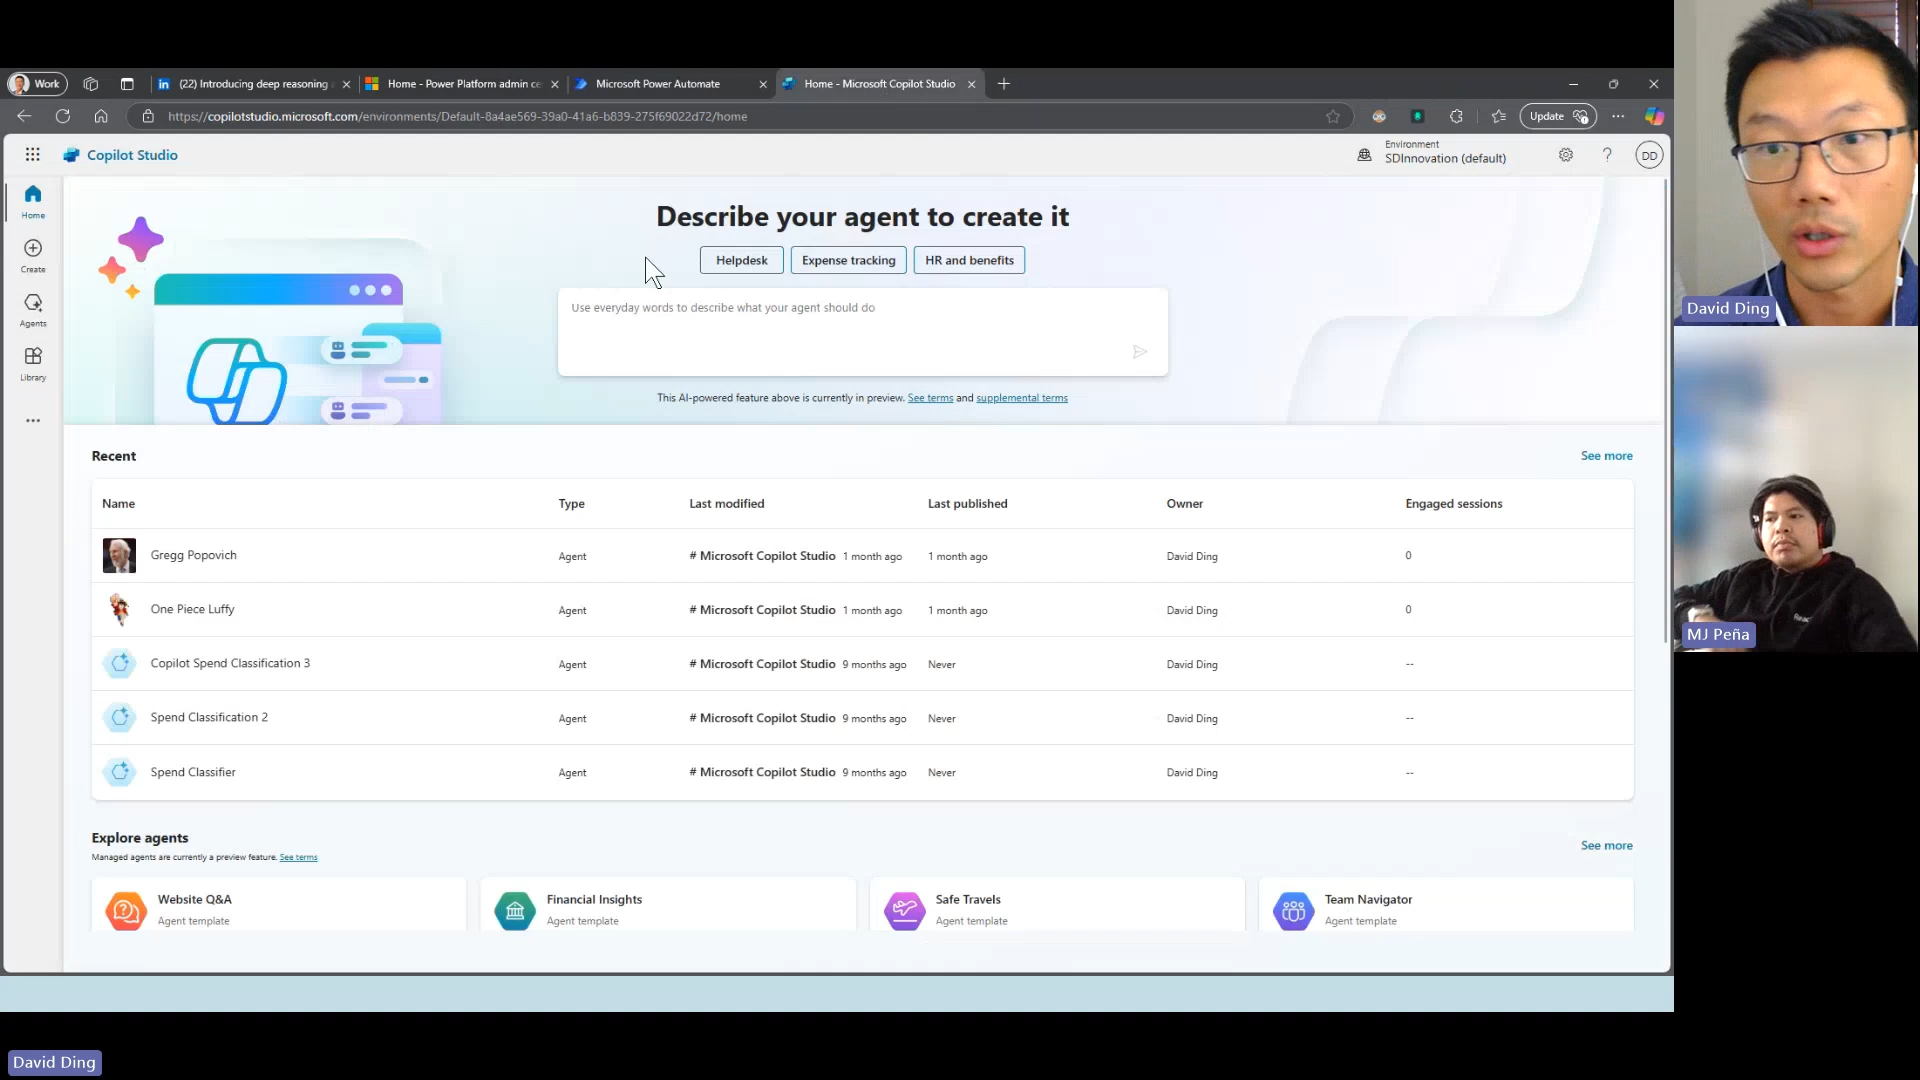 Work
(22) Introducing deep reasoning
Home - Power Platform admin ce
Microsoft Power Automate
Home - Microsoft Copilot Studio
https://copilotstudio.microsoft.com/environments/Default-8a4ae569-39a0-41a6-b839-275f69022d72/home
Update
Copilot Studio
Environment
SDInnovation (default)
DD
Home
Create
Agents
Library
Describe your agent to create it
Helpdesk
Expense tracking
HR and benefits
Use everyday words to describe what your agent should do
This AI-powered feature above is currently in preview. See terms and supplemental terms
Recent
See more
Name Type Last modified Last published Owner Engaged sessions
Gregg Popovich Agent # Microsoft Copilot Studio 1 month ago 1 month ago David Ding 0
One Piece Luffy Agent # Microsoft Copilot Studio 1 month ago 1 month ago David Ding 0
Copilot Spend Classification 3 Agent # Microsoft Copilot Studio 9 months ago Never David Ding --
Spend Classification 2 Agent # Microsoft Copilot Studio 9 months ago Never David Ding --
Spend Classifier Agent # Microsoft Copilot Studio 9 months ago Never David Ding --
Explore agents
See more
Managed agents are currently a preview feature. See terms
Website Q&A
Agent template
Financial Insights
Agent template
Safe Travels
Agent template
Team Navigator
Agent template
David Ding
MJ Peña
David Ding